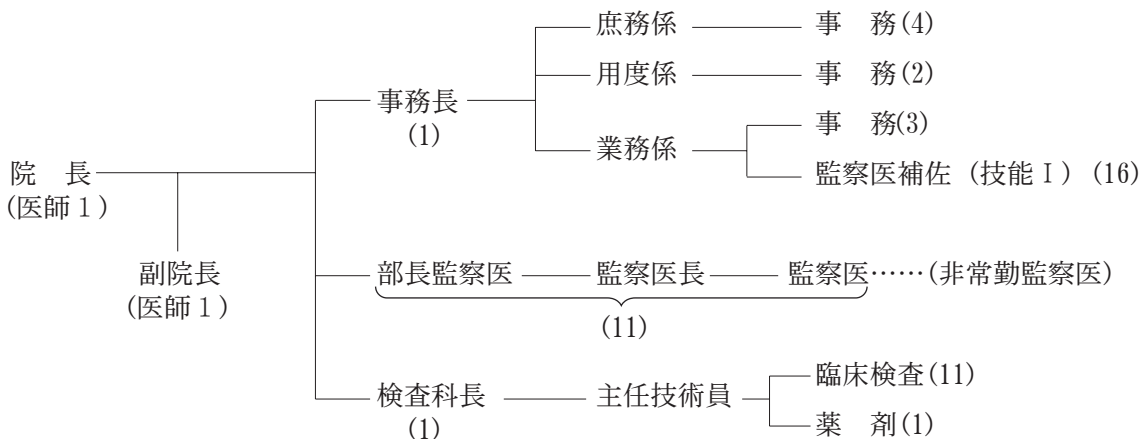 庶務係 事　務(4)
用度係 事　務(2)
事務長
(1)
事　務(3)
業務係
監察医補佐 (技能Ⅰ) (16)
院　長
(医師１)
副院長
(医師１)
部長監察医 監察医長 監察医……(非常勤監察医)
(11)
臨床検査(11)
検査科長 主任技術員
(1)
薬　剤(1)